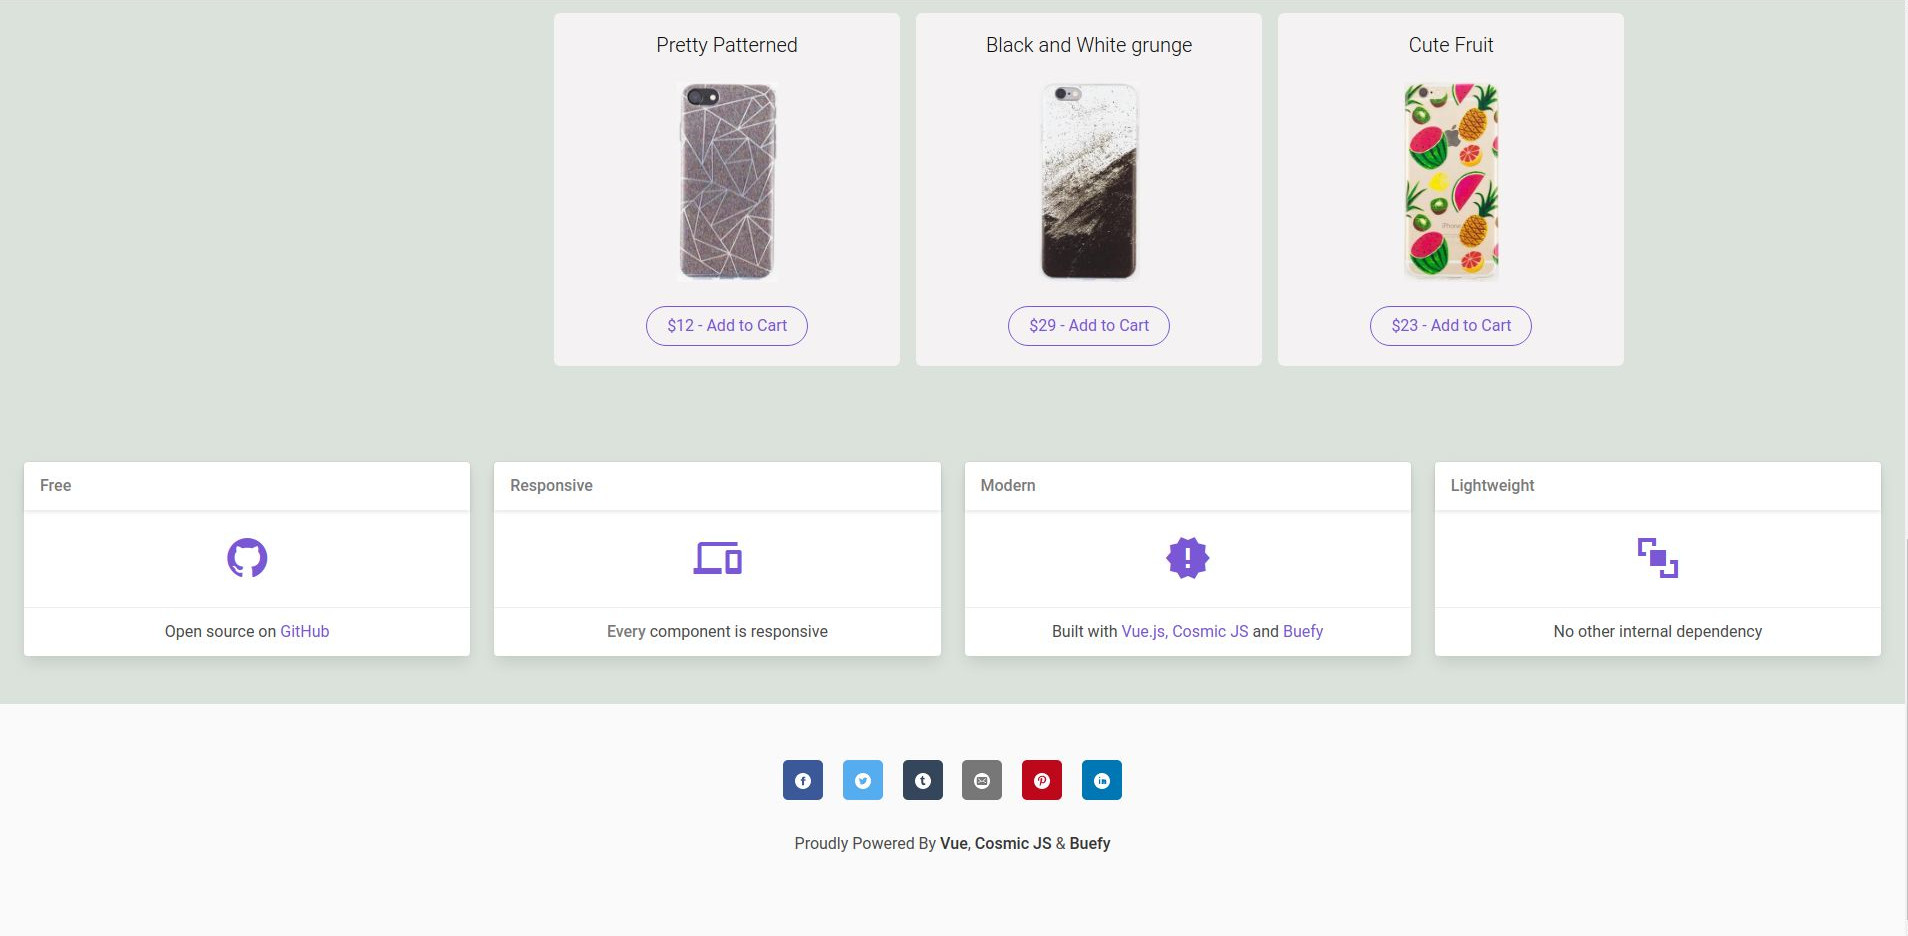 Pretty Patterned
Black and White grunge
Cute Fruit
$12 - Add to Cart
$29 - Add to Cart
$23 - Add to Cart
Free
Responsive
Modern
Lightweight
Open source on GitHub
Every component is responsive
Built with Vue.js, Cosmic JS and Buefy
No other internal dependency
Proudly Powered By Vue, Cosmic JS & Buefy